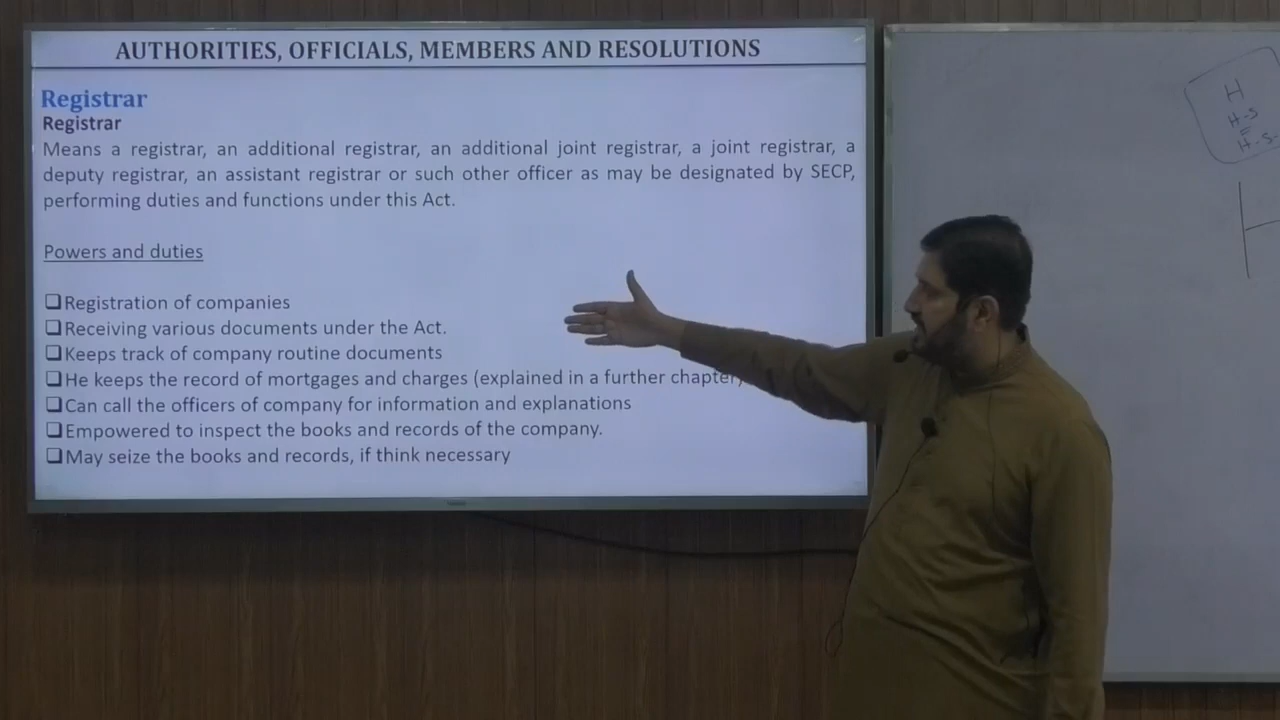 AUTHORITIES, OFFICIALS, MEMBERS AND RESOLUTIONS
Registrar
Registrar
Means a registrar, an additional registrar, an additional joint registrar, a joint registrar, a
deputy registrar, an assistant registrar or such other officer as may be designated by SECP,
performing duties and functions under this Act.
Powers and duties
❑Registration of companies
❑Receiving various documents under the Act.
❑Keeps track of company routine documents
❑He keeps the record of mortgages and charges (explained in a further chapter)
❑Can call the officers of company for information and explanations
❑Empowered to inspect the books and records of the company.
❑May seize the books and records, if think necessary
H
H-S